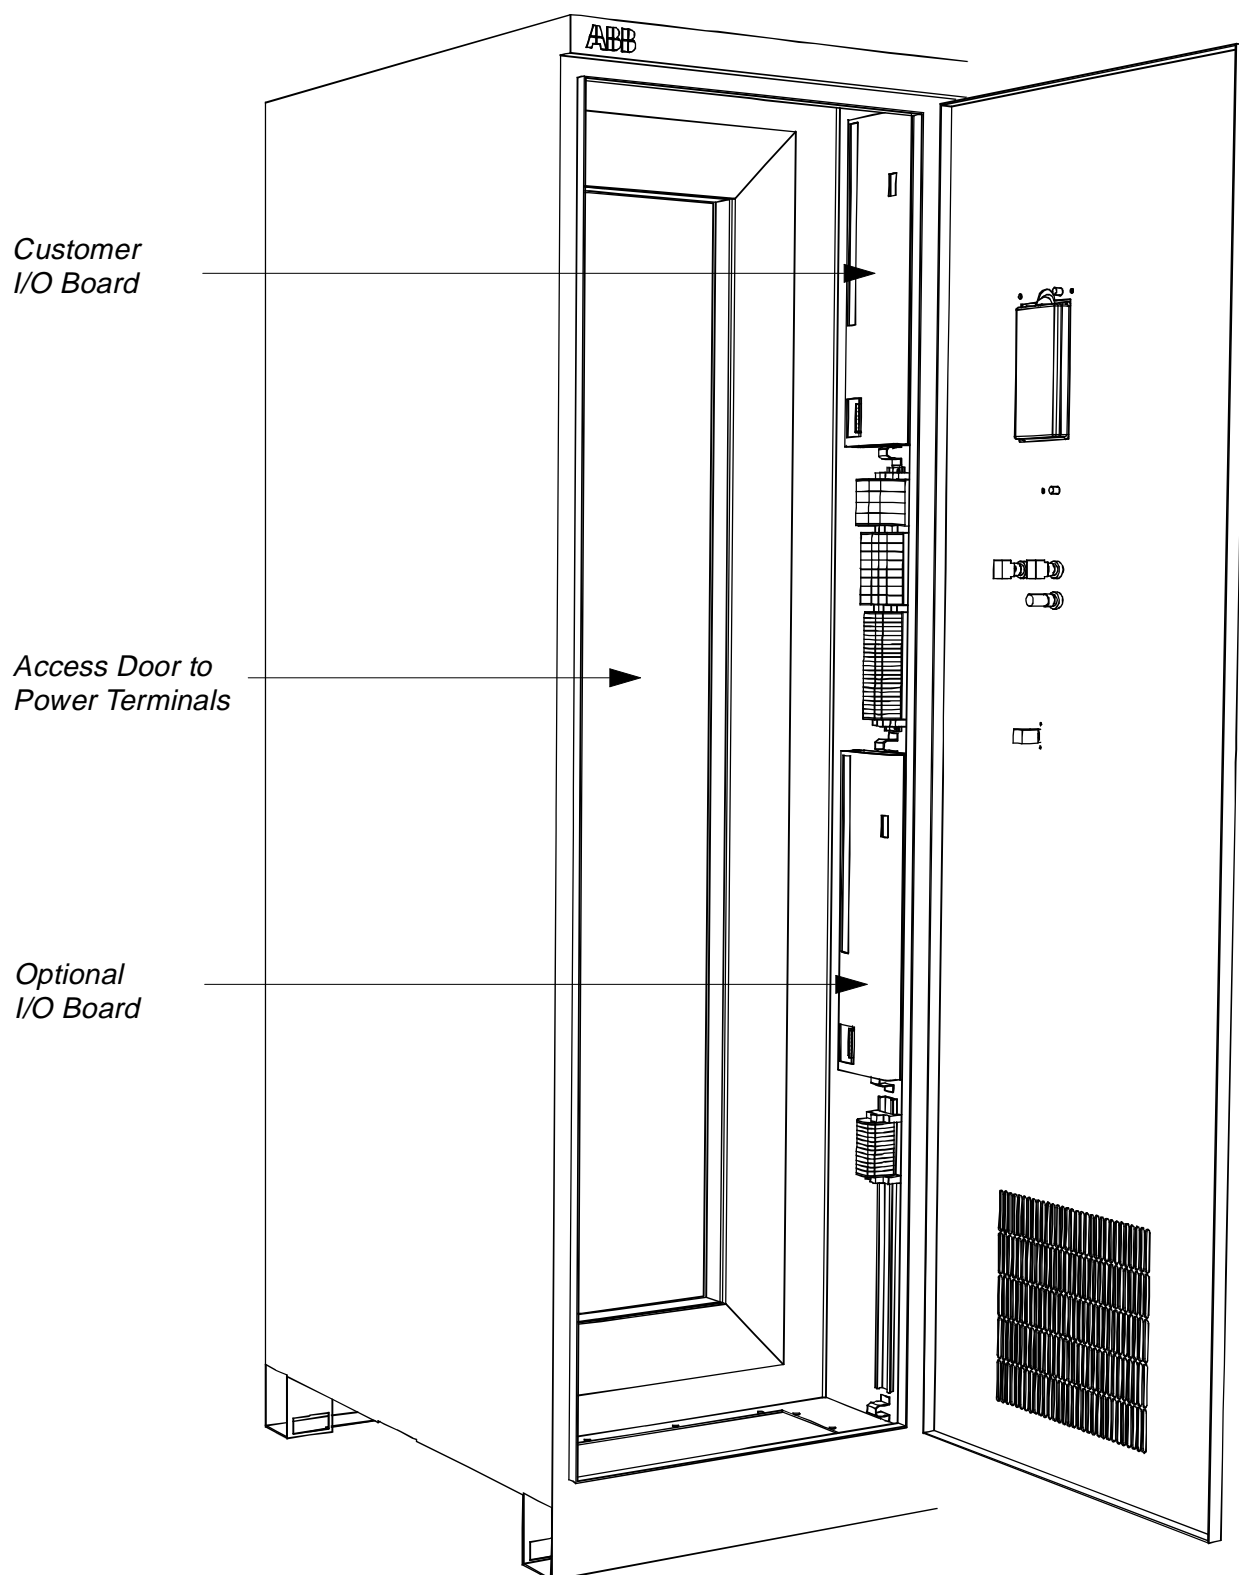 ABB
Customer
I/O Board
Access Door to
Power Terminals
Optional
I/O Board